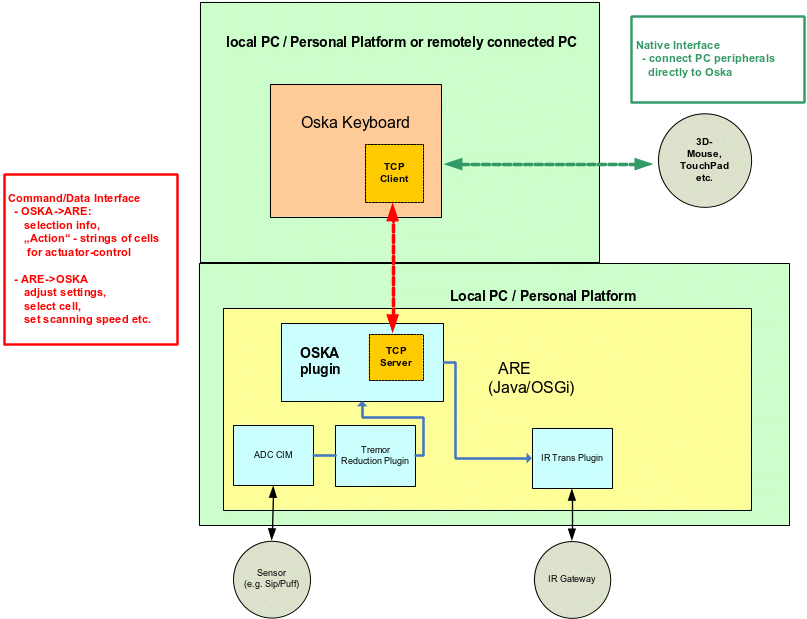 local PC / Personal Platform or remotely connected PC
Native Interface
- connect PC peripherals
directly to Oska
Oska Keyboard
TCP
Client
3D-
Mouse,
TouchPad
etc.
Command/Data Interface
- OSKA->ARE:
selection info,
„Action“ - strings of cells
for actuator-control
- ARE->OSKA
adjust settings,
select cell,
set scanning speed etc.
Local PC / Personal Platform
OSKA
plugin
TCP
Server
ARE
(Java/OSGi)
ADC CIM
Tremor
Reduction Plugin
IR Trans Plugin
Sensor
(e.g. Sip/Puff)
IR Gateway